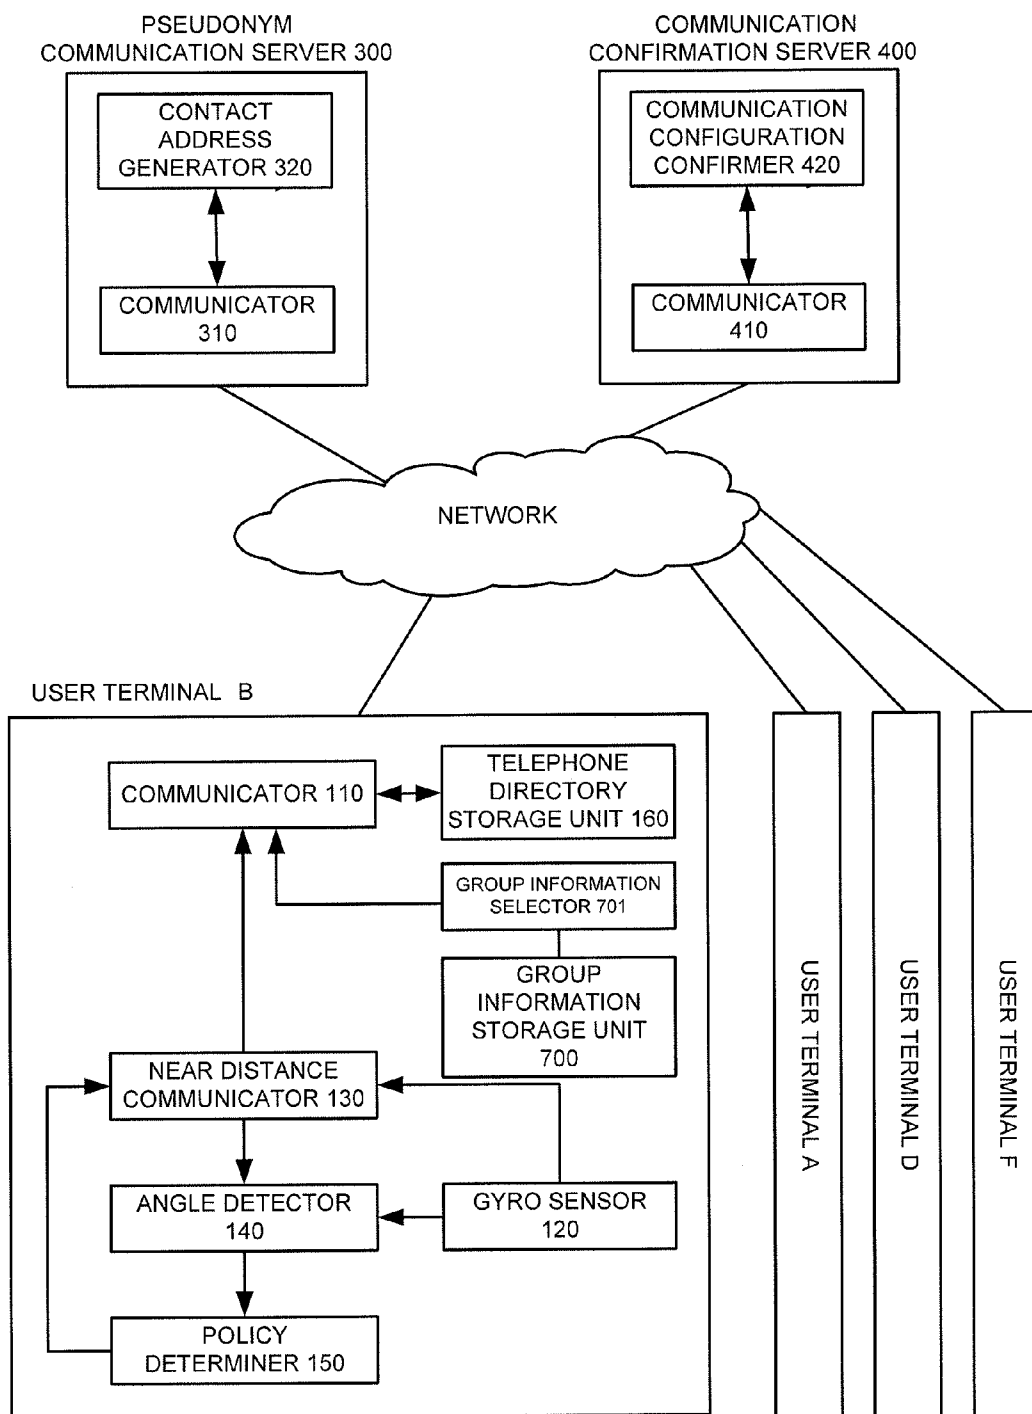 PSEUDONYM
COMMUNICATION SERVER 300
CONTACT
ADDRESS
GENERATOR 320
COMMUNICATOR
310
COMMUNICATION
CONFIRMATION SERVER 400
COMMUNICATION
CONFIGURATION
CONFIRMER 420
COMMUNICATOR
410
NETWORK
USER TERMINAL B
COMMUNICATOR 110
TELEPHONE
DIRECTORY
STORAGE UNIT 160
GROUP INFORMATION
SELECTOR 701
GROUP
INFORMATION
STORAGE UNIT
700
NEAR DISTANCE
COMMUNICATOR 130
ANGLE DETECTOR
140
GYRO SENSOR
120
POLICY
DETERMINER 150
USER TERMINAL A
USER TERMINAL D
USER TERMINAL F